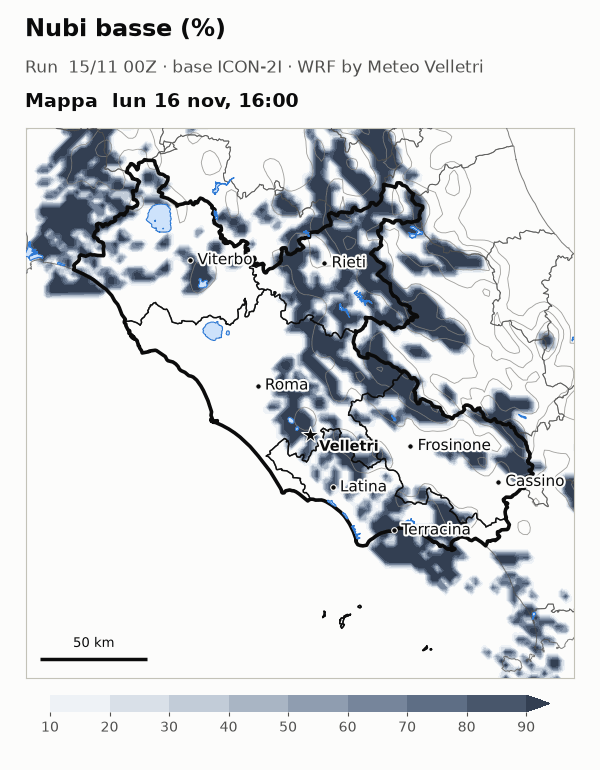 Nubi basse (%)
Run 15/11 00Z · base ICON-2I · WRF by Meteo Velletri
Mappa lun 16 nov, 16:00
Viterbo
Rieti
Roma
Velletri
Frosinone
Cassino
Latina
Terracina
50 km
10 20 30 40 50 60 70 80 90